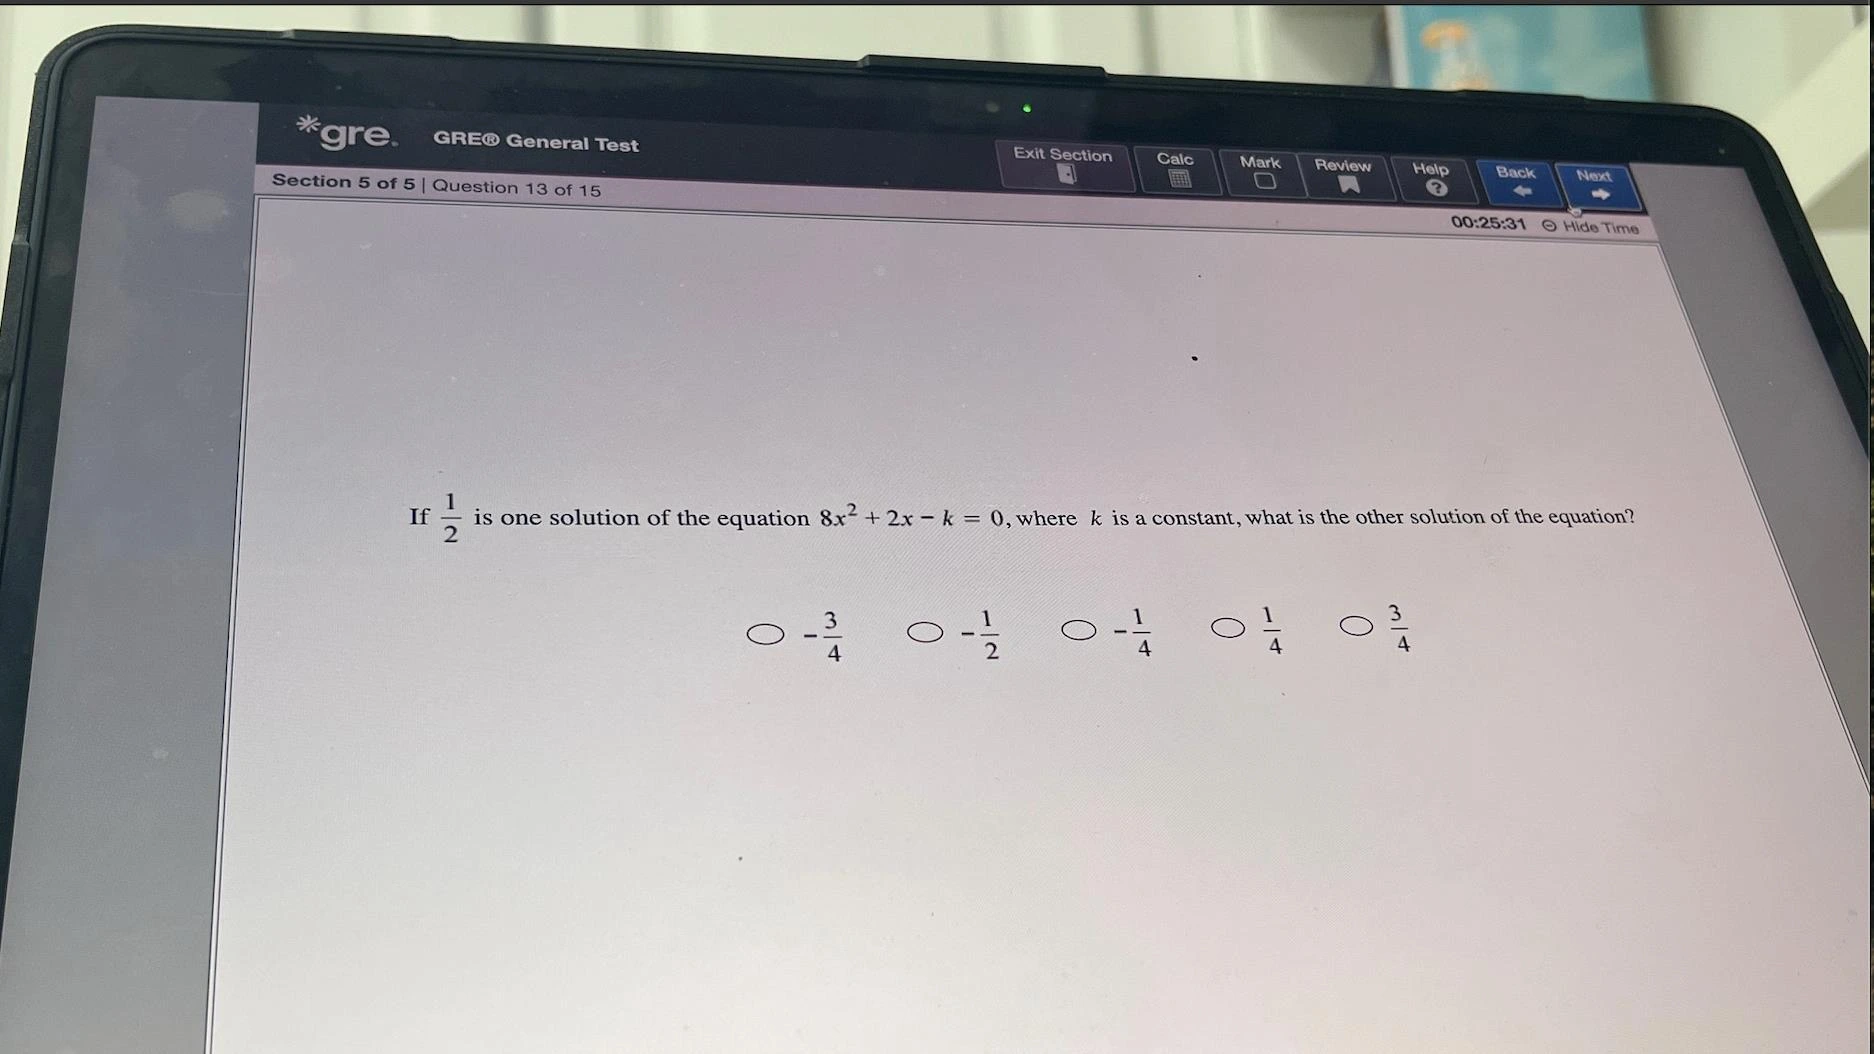 *gre. GRE® General Test
Exit Section Calc Mark Review Help Back Next
Section 5 of 5 | Question 13 of 15
00:25:31 Hide Time
If 1/2 is one solution of the equation 8x² + 2x − k = 0, where k is a constant, what is the other solution of the equation?
−3/4 −1/2 −1/4 1/4 3/4